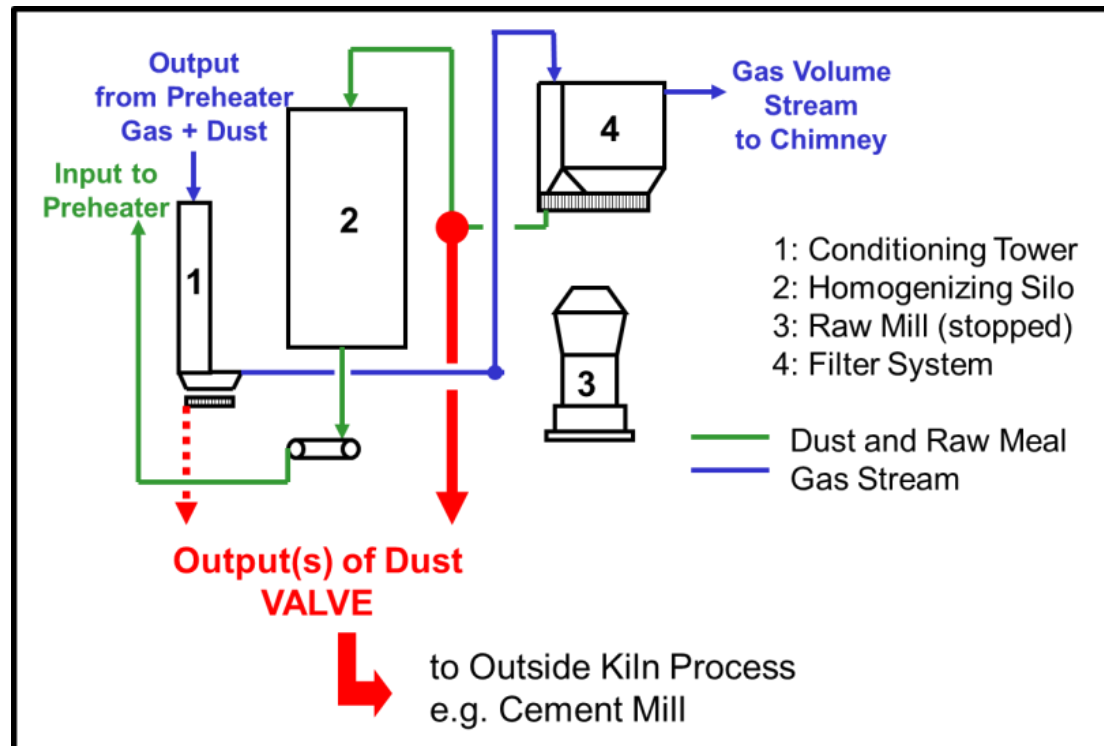 Output
from Preheater
Gas + Dust
Input to
Preheater
Gas Volume
Stream
to Chimney
1
2
3
4
1: Conditioning Tower
2: Homogenizing Silo
3: Raw Mill (stopped)
4: Filter System
Dust and Raw Meal
Gas Stream
Output(s) of Dust
VALVE
to Outside Kiln Process
e.g. Cement Mill